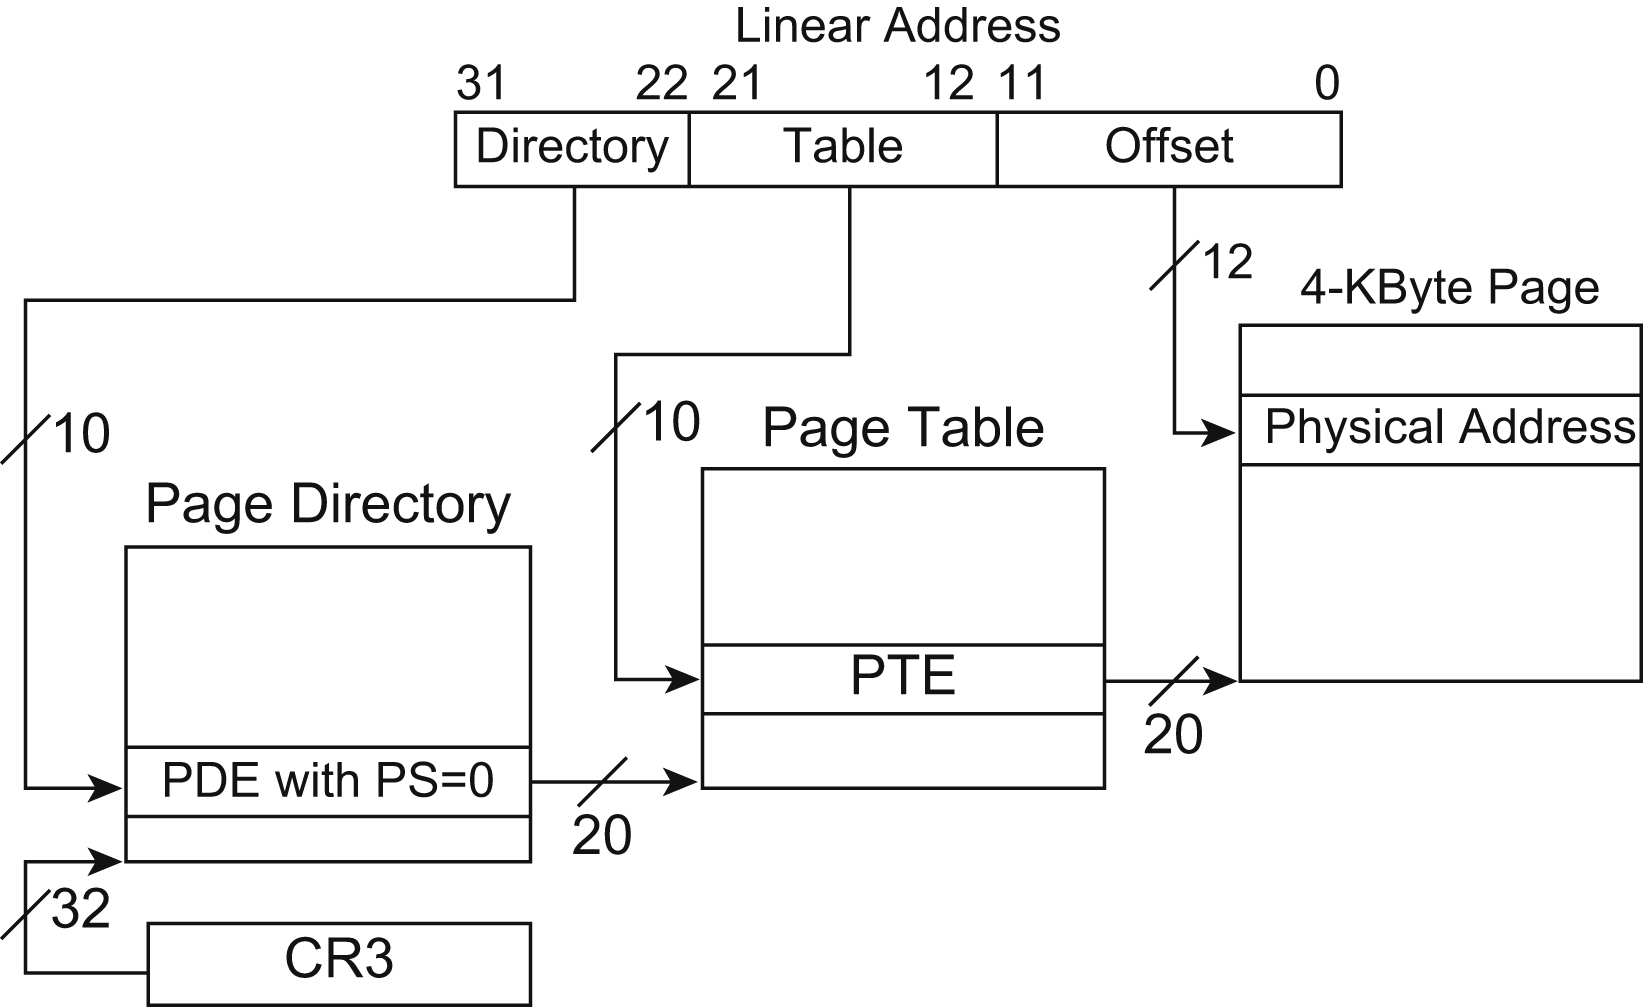 Linear Address
31 22 21 12 11 0
Directory Table Offset
12
4-KByte Page
10
10
Physical Address
Page Table
Page Directory
PTE
20
PDE with PS=0
20
32
CR3